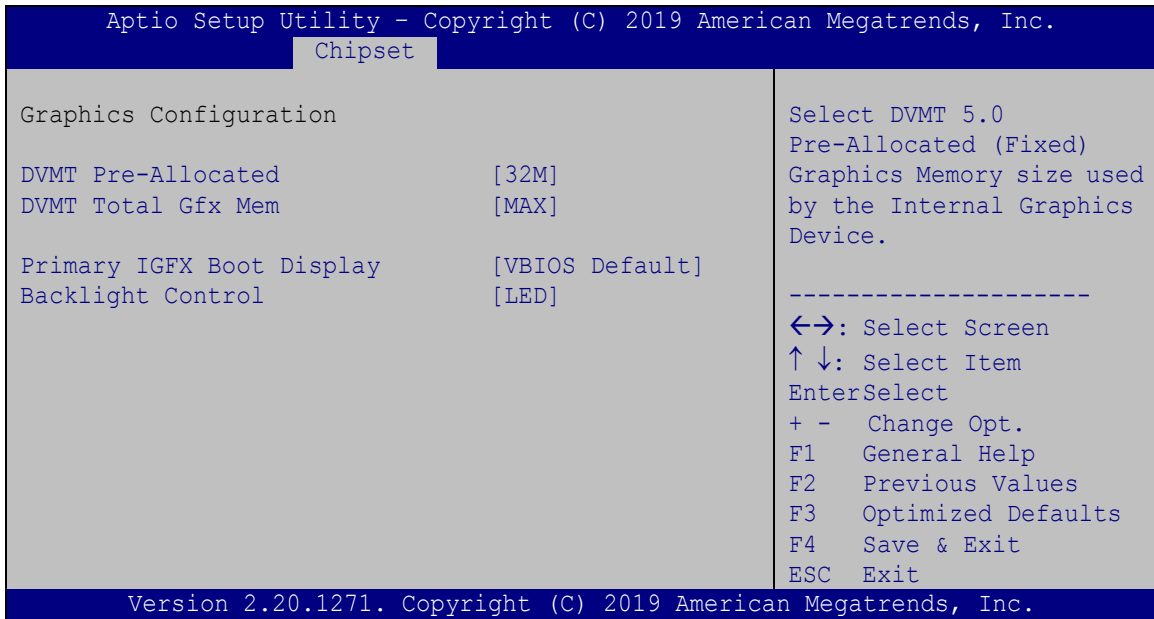 Aptio Setup Utility – Copyright (C) 2019 American Megatrends, Inc.
Chipset
Graphics Configuration
DVMT Pre-Allocated [32M]
DVMT Total Gfx Mem [MAX]
Primary IGFX Boot Display [VBIOS Default]
Backlight Control [LED]
Select DVMT 5.0
Pre-Allocated (Fixed)
Graphics Memory size used
by the Internal Graphics
Device.
---------------------
←→: Select Screen
↑ ↓: Select Item
EnterSelect
+ - Change Opt.
F1 General Help
F2 Previous Values
F3 Optimized Defaults
F4 Save & Exit
ESC Exit
Version 2.20.1271. Copyright (C) 2019 American Megatrends, Inc.